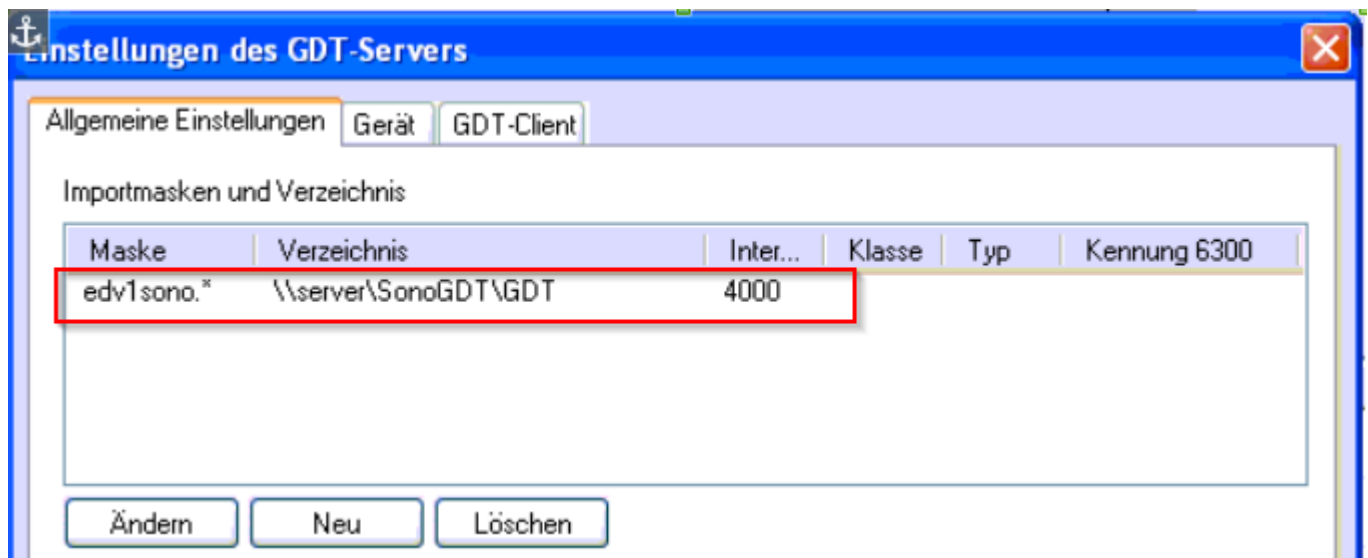 Einstellungen des GDT-Servers
Allgemeine Einstellungen Gerät GDT-Client
Importmasken und Verzeichnis
Maske Verzeichnis Inter... Klasse Typ Kennung 6300
edv1sono.* \\server\SonoGDT\GDT 4000
Ändern Neu Löschen